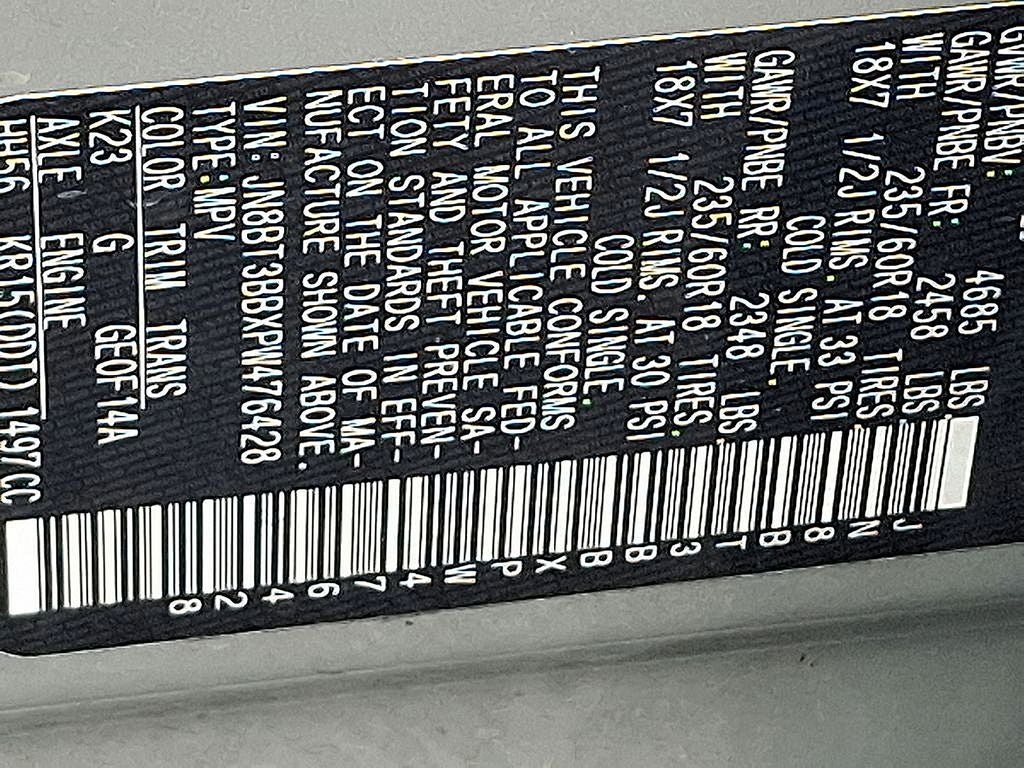 GVWR/PNBV: 4685 LBS
GAWR/PNBE FR: 2458 LBS
WITH 235/60R18 TIRES
18X7 1/2J RIMS. AT 33 PSI
COLD SINGLE.
GAWR/PNBE RR: 2348 LBS
WITH 235/60R18 TIRES
18X7 1/2J RIMS. AT 30 PSI
COLD SINGLE.
THIS VEHICLE CONFORMS
TO ALL APPLICABLE FED-
ERAL MOTOR VEHICLE SA-
FETY AND THEFT PREVEN-
TION STANDARDS IN EFF-
ECT ON THE DATE OF MA-
NUFACTURE SHOWN ABOVE.
VIN: JN8BT3BBXPW476428
TYPE: MPV
COLOR TRIM TRANS
K23 G GE0F14A
AXLE ENGINE
HH56 KR15(DDT) 1497CC
JN8BT3BBXPW476428